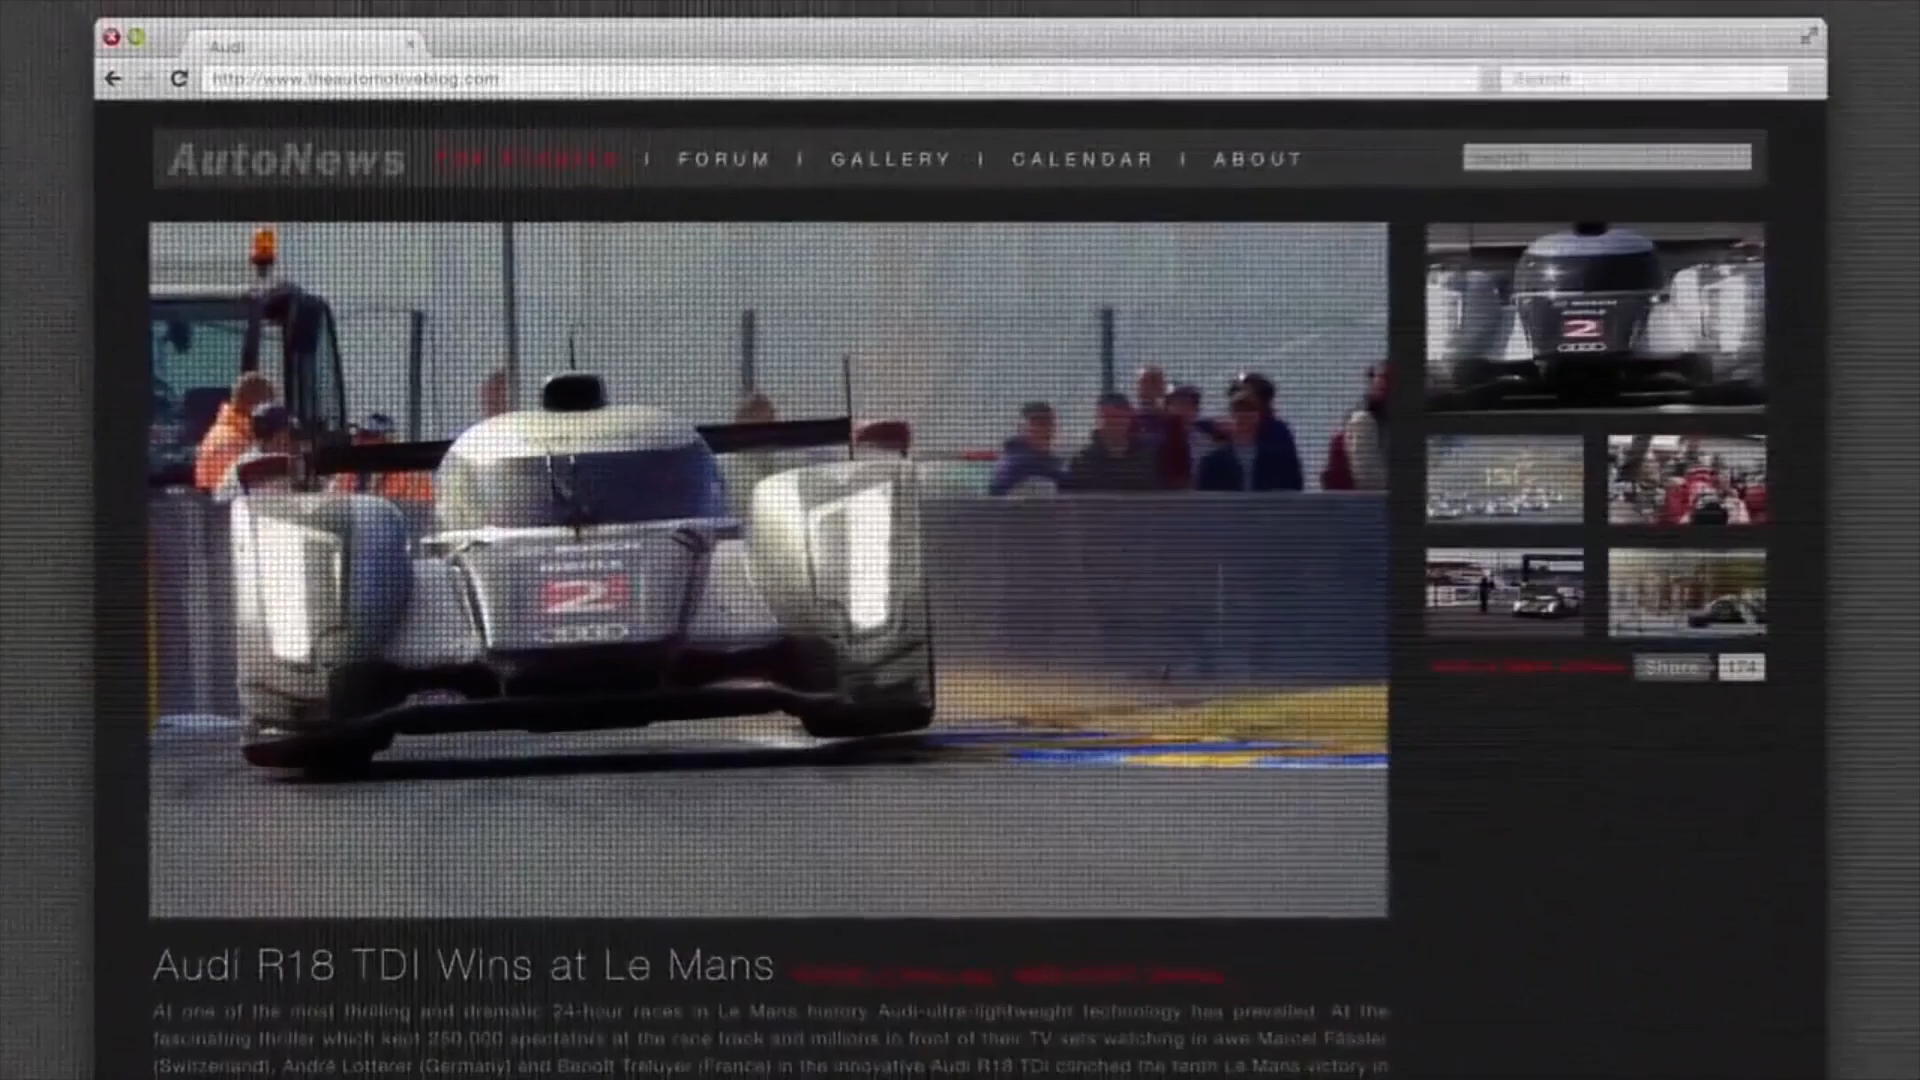 Audi
http://www.theautomotiveblog.com
Search
AutoNews
I FORUM I GALLERY I CALENDAR I ABOUT
2
2
Share 174
Audi R18 TDI Wins at Le Mans
At one of the most thrilling and dramatic 24-hour races in Le Mans history Audi-ultra-lightweight technology has prevailed. At the
fascinating thriller which kept 250,000 spectators at the race track and millions in front of their TV sets watching in awe Marcel Fässler
(Switzerland), André Lotterer (Germany) and Benoît Tréluyer (France) in the innovative Audi R18 TDI clinched the tenth Le Mans victory in